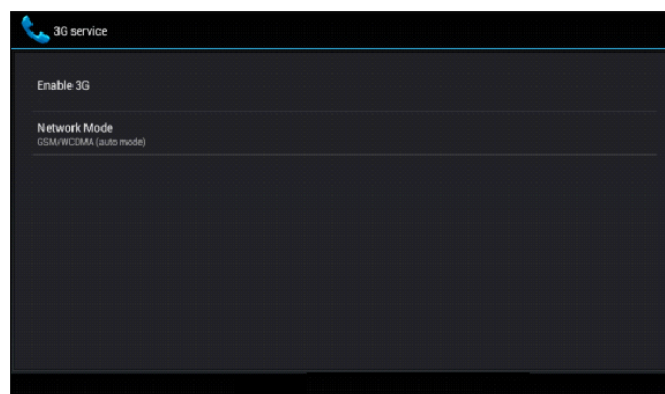 3G service
Enable 3G
Network Mode
GSM/WCDMA (auto mode)